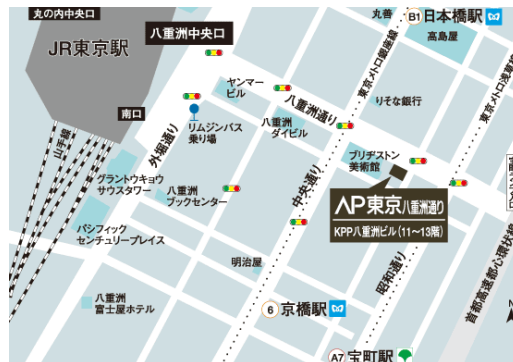 丸の内中央口
JR東京駅
八重洲中央口
丸善
B1 日本橋駅
高島屋
東京メトロ銀座線
東京メトロ浅草線
ヤンマー
ビル
八重洲通り
りそな銀行
南口
山手線
外堀通り
リムジンバス
乗り場
八重洲
ダイビル
ブリヂストン
美術館
グラントウキョウ
サウスタワー
八重洲
ブックセンター
中央通り
AP東京八重洲通り
KPP八重洲ビル(11〜13階)
パシフィック
センチュリープレイス
昭和通り
首都高速都心環状線
明治屋
八重洲
富士屋ホテル
6 京橋駅
A7 宝町駅
N